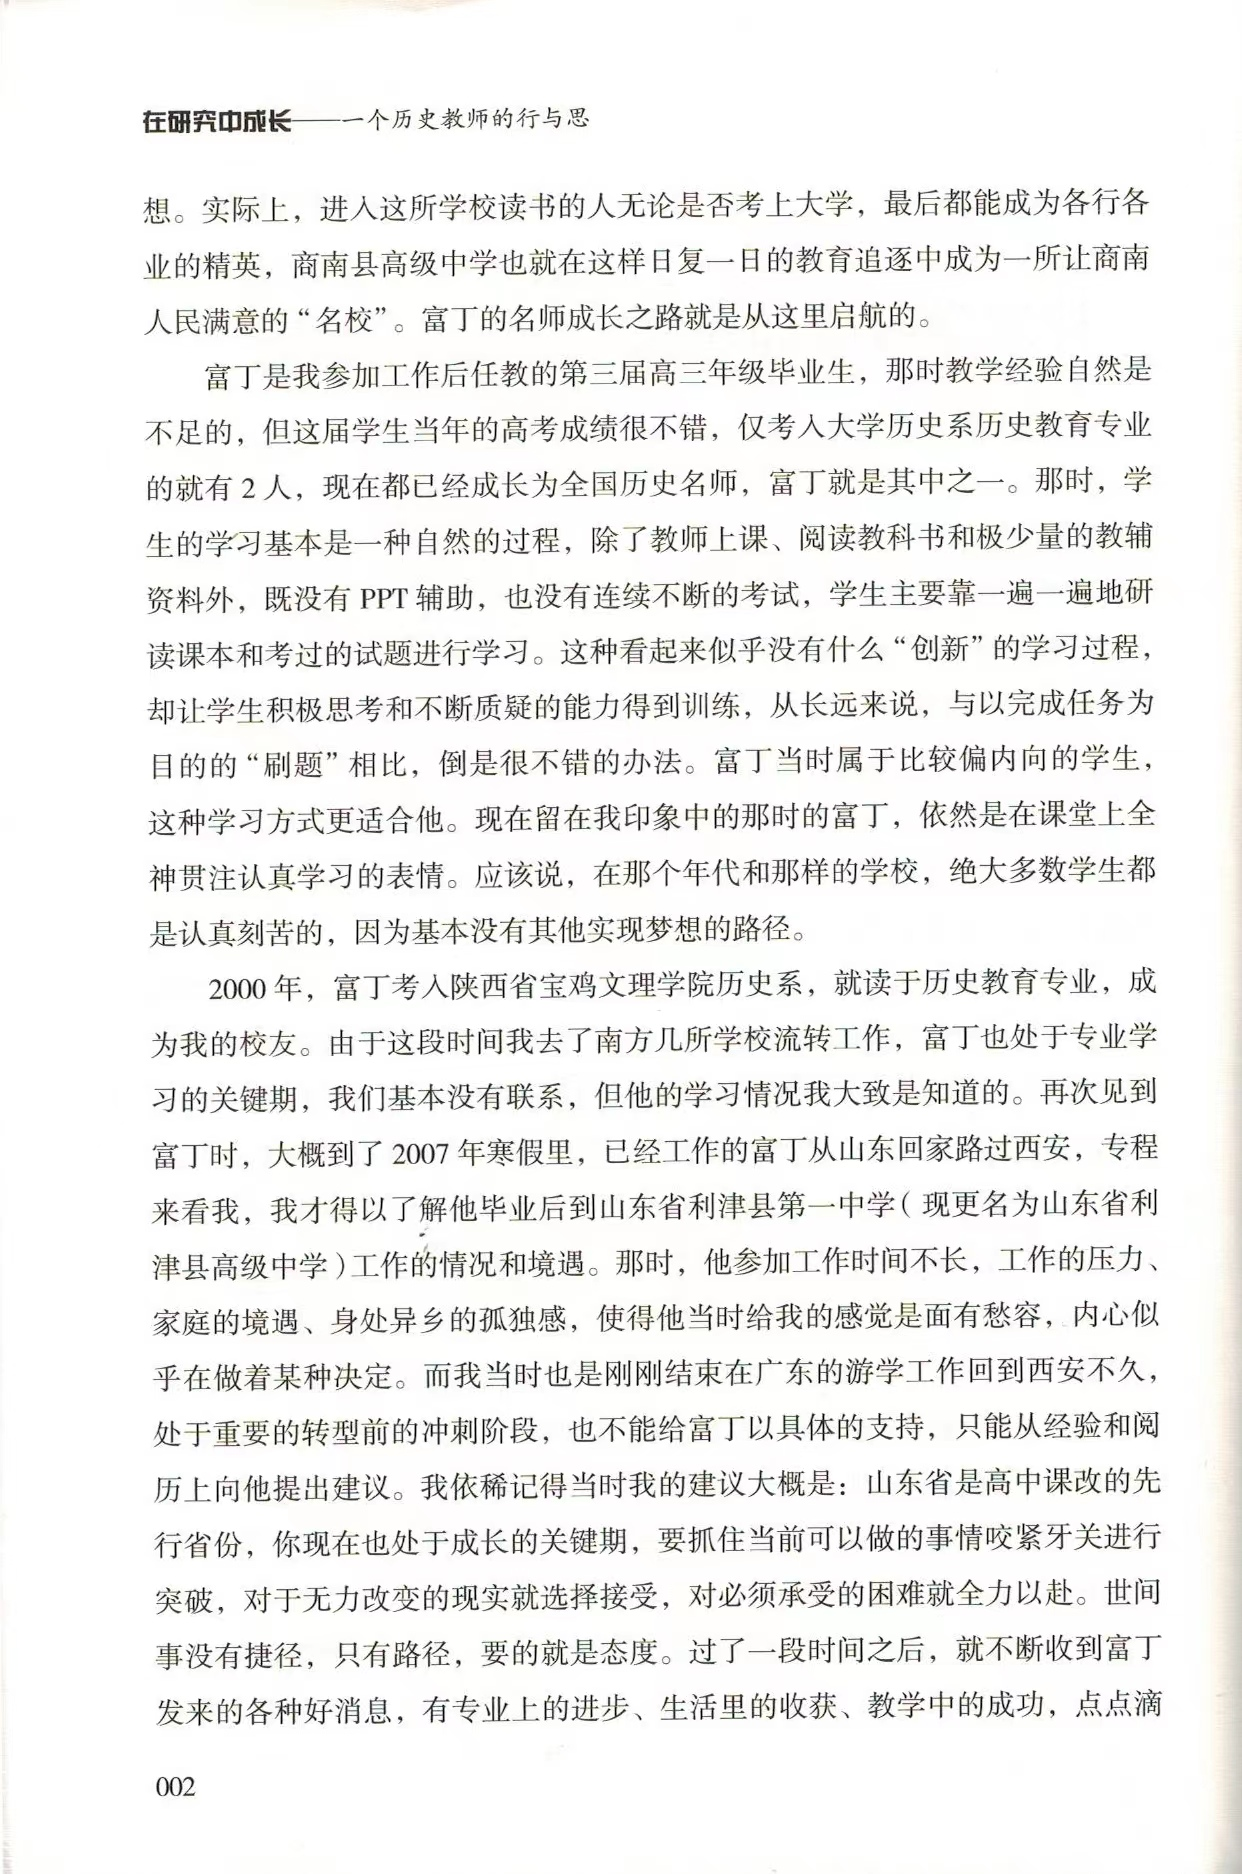 在研究中成长——一个历史教师的行与思
想。实际上，进入这所学校读书的人无论是否考上大学，最后都能成为各行各
业的精英，商南县高级中学也就在这样日复一日的教育追逐中成为一所让商南
人民满意的“名校”。富丁的名师成长之路就是从这里启航的。
富丁是我参加工作后任教的第三届高三年级毕业生，那时教学经验自然是
不足的，但这届学生当年的高考成绩很不错，仅考入大学历史系历史教育专业
的就有 2 人，现在都已经成长为全国历史名师，富丁就是其中之一。那时，学
生的学习基本是一种自然的过程，除了教师上课、阅读教科书和极少量的教辅
资料外，既没有 PPT 辅助，也没有连续不断的考试，学生主要靠一遍一遍地研
读课本和考过的试题进行学习。这种看起来似乎没有什么“创新”的学习过程，
却让学生积极思考和不断质疑的能力得到训练，从长远来说，与以完成任务为
目的的“刷题”相比，倒是很不错的办法。富丁当时属于比较偏内向的学生，
这种学习方式更适合他。现在留在我印象中的那时的富丁，依然是在课堂上全
神贯注认真学习的表情。应该说，在那个年代和那样的学校，绝大多数学生都
是认真刻苦的，因为基本没有其他实现梦想的路径。
2000 年，富丁考入陕西省宝鸡文理学院历史系，就读于历史教育专业，成
为我的校友。由于这段时间我去了南方几所学校流转工作，富丁也处于专业学
习的关键期，我们基本没有联系，但他的学习情况我大致是知道的。再次见到
富丁时，大概到了 2007 年寒假里，已经工作的富丁从山东回家路过西安，专程
来看我，我才得以了解他毕业后到山东省利津县第一中学（现更名为山东省利
津县高级中学）工作的情况和境遇。那时，他参加工作时间不长，工作的压力、
家庭的境遇、身处异乡的孤独感，使得他当时给我的感觉是面有愁容，内心似
乎在做着某种决定。而我当时也是刚刚结束在广东的游学工作回到西安不久，
处于重要的转型前的冲刺阶段，也不能给富丁以具体的支持，只能从经验和阅
历上向他提出建议。我依稀记得当时我的建议大概是：山东省是高中课改的先
行省份，你现在也处于成长的关键期，要抓住当前可以做的事情咬紧牙关进行
突破，对于无力改变的现实就选择接受，对必须承受的困难就全力以赴。世间
事没有捷径，只有路径，要的就是态度。过了一段时间之后，就不断收到富丁
发来的各种好消息，有专业上的进步、生活里的收获、教学中的成功，点点滴
002